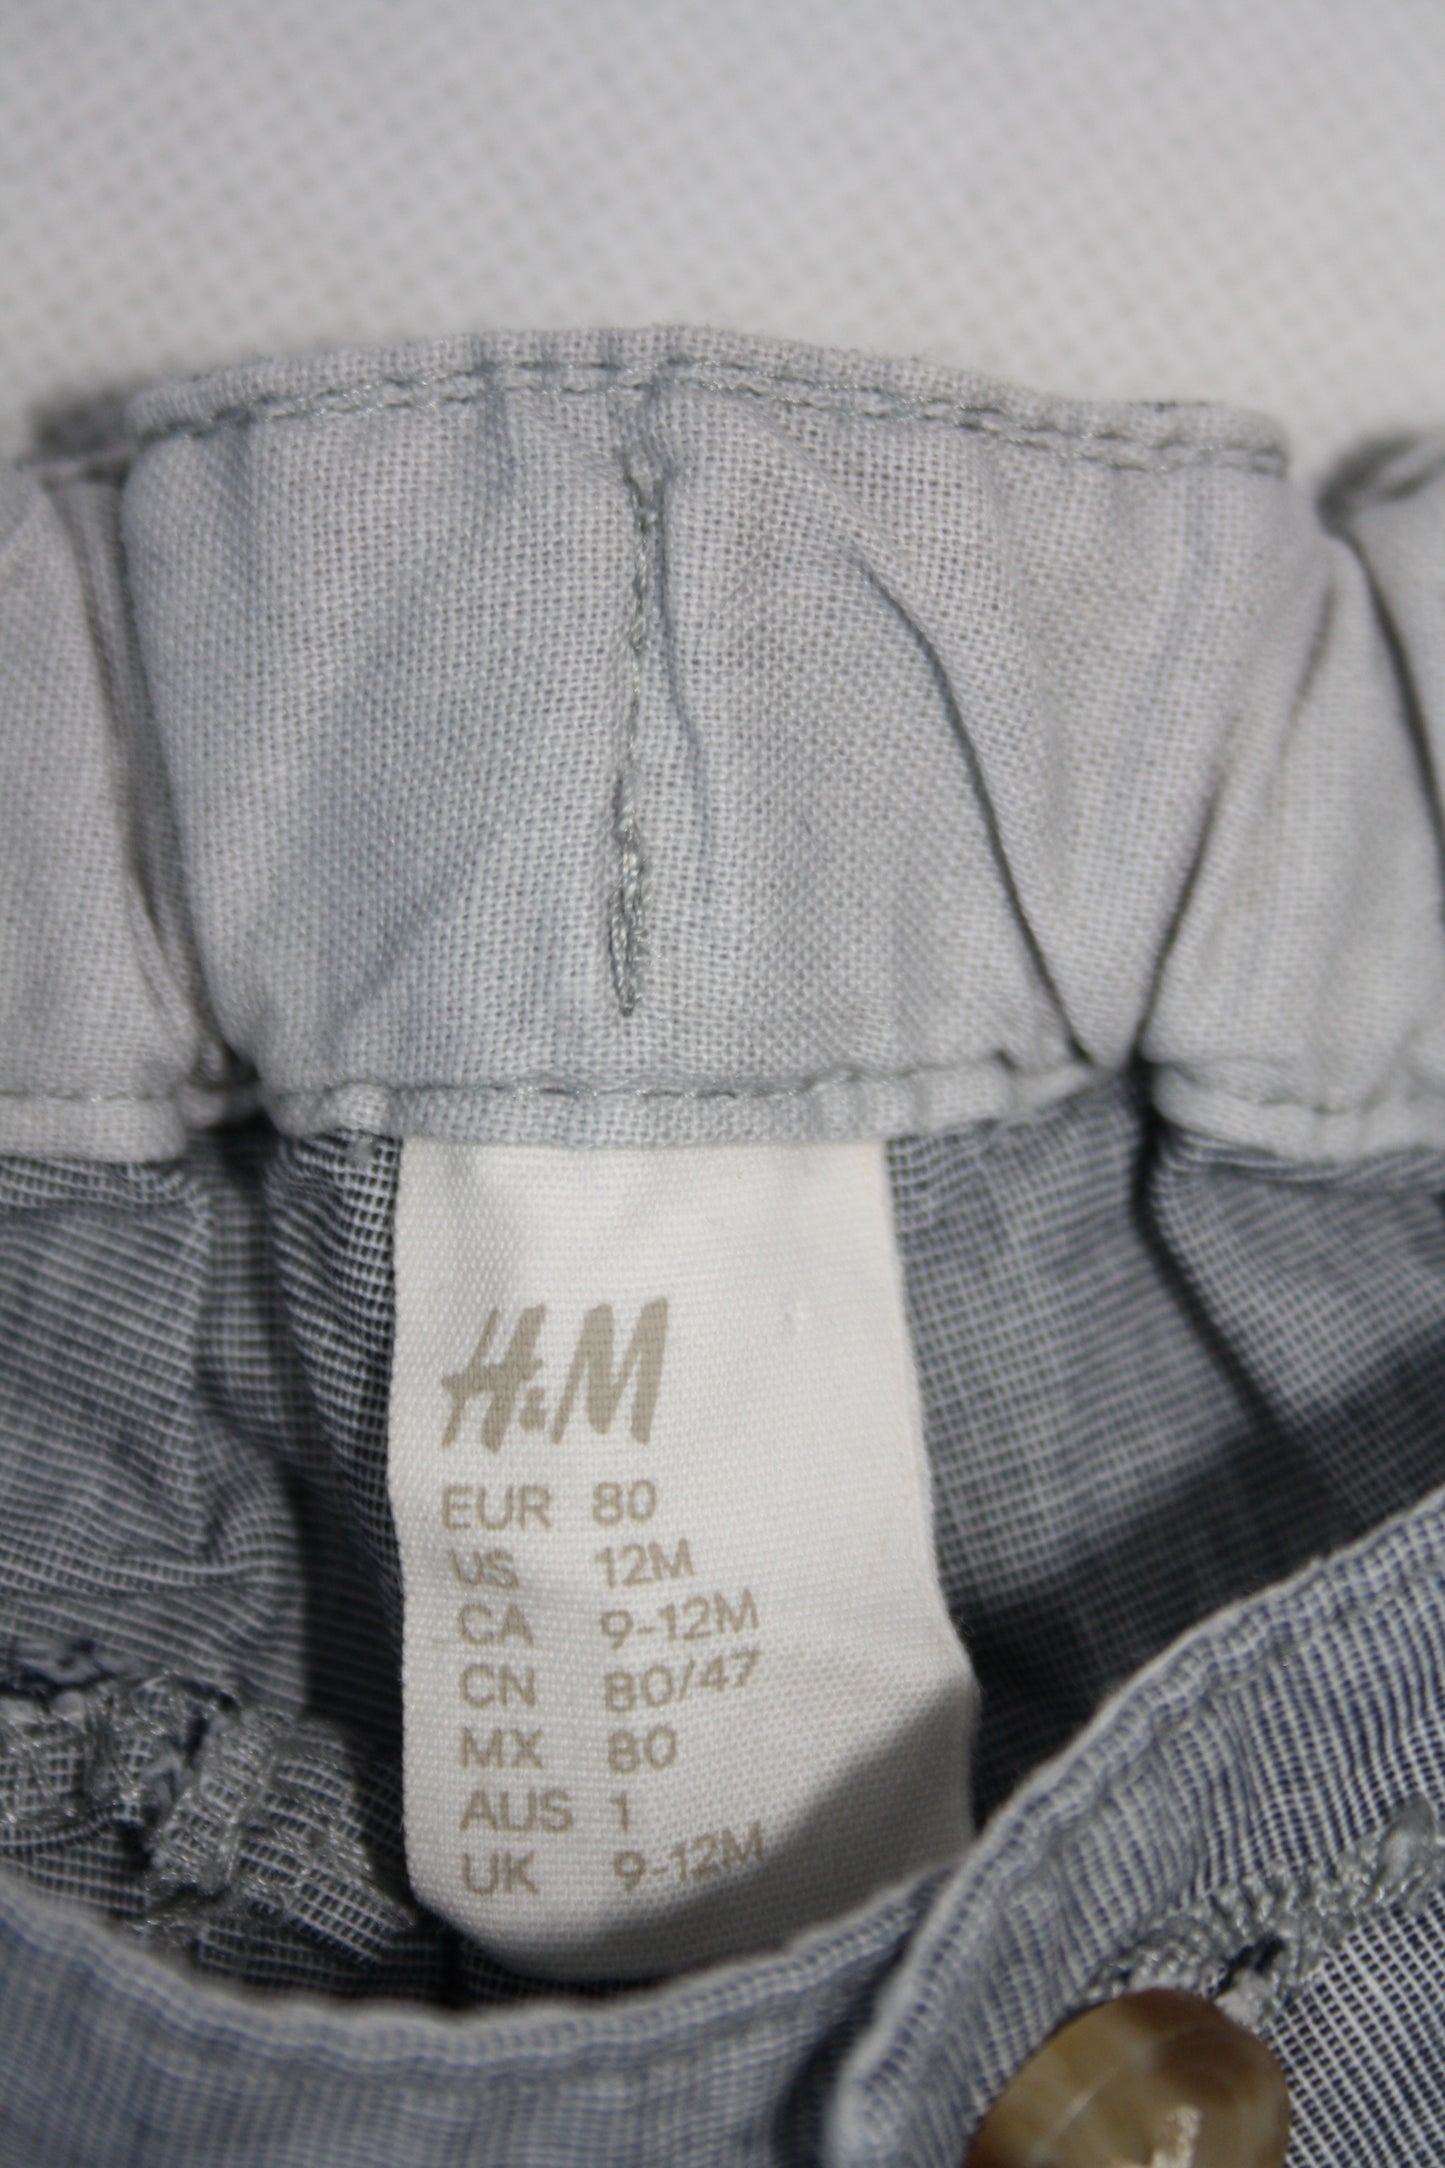 H&M
EUR 80
US 12M
CA 9-12M
CN 80/47
MX 80
AUS 1
UK 9-12M